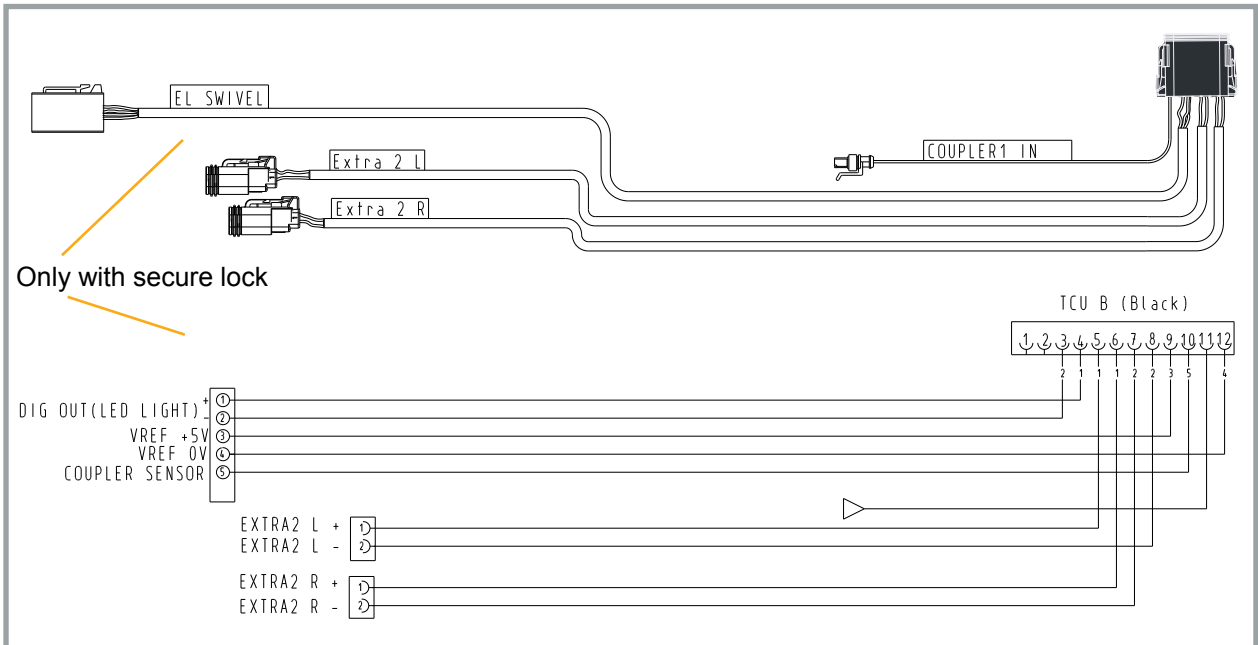 EL SWIVEL
COUPLER1 IN
Extra 2 L
Extra 2 R
Only with secure lock
TCU B (Black)
1 2 3 4 5 6 7 8 9 10 11 12
2 1 1 1 2 2 3 5 4
DIG OUT(LED LIGHT) + 1
- 2
VREF +5V 3
VREF 0V 4
COUPLER SENSOR 5
EXTRA2 L + 1
EXTRA2 L - 2
EXTRA2 R + 1
EXTRA2 R - 2